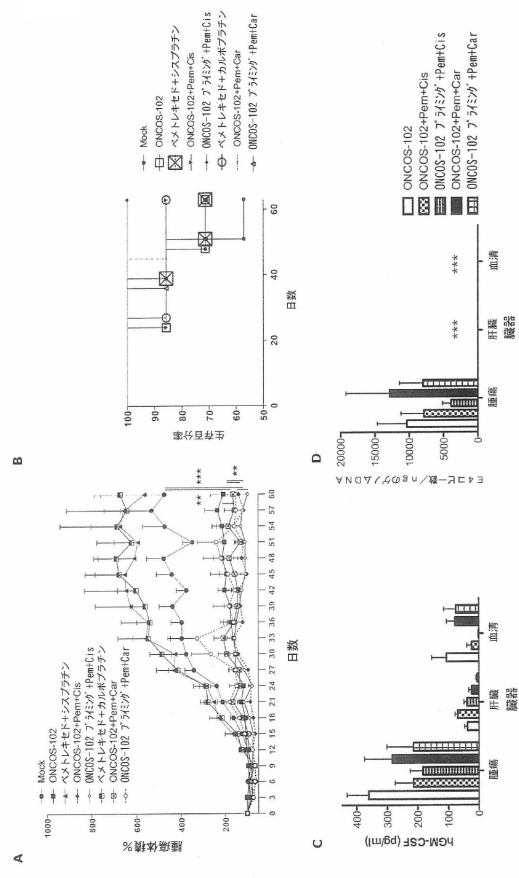 A
腫瘍体積%
1000
800
600
400
200
0 3 6 9 12 15 18 21 24 27 30 33 36 39 42 45 48 51 54 57 60
日数
Mock
ONCOS-102
ペメトレキセド+シスプラチン
ONCOS-102+Pem+Cis
ONCOS-102 プライミング+Pem+Cis
ペメトレキセド+カルボプラチン
ONCOS-102+Pem+Car
ONCOS-102 プライミング+Pem+Car
**
***
**
B
生存百分率
100
90
80
70
60
50
0 20 40 60
日数
Mock
ONCOS-102
ペメトレキセド+シスプラチン
ONCOS-102+Pem+Cis
ONCOS-102 プライミング+Pem+Cis
ペメトレキセド+カルボプラチン
ONCOS-102+Pem+Car
ONCOS-102 プライミング+Pem+Car
C
hGM-CSF (pg/ml)
400
300
200
100
0
腫瘍 肝臓 血清
臓器
D
E4コピー数/ngのゲノムDNA
20000
15000
10000
5000
0
腫瘍 肝臓 血清
臓器
***
***
ONCOS-102
ONCOS-102+Pem+Cis
ONCOS-102 プライミング+Pem+Cis
ONCOS-102+Pem+Car
ONCOS-102 プライミング+Pem+Car